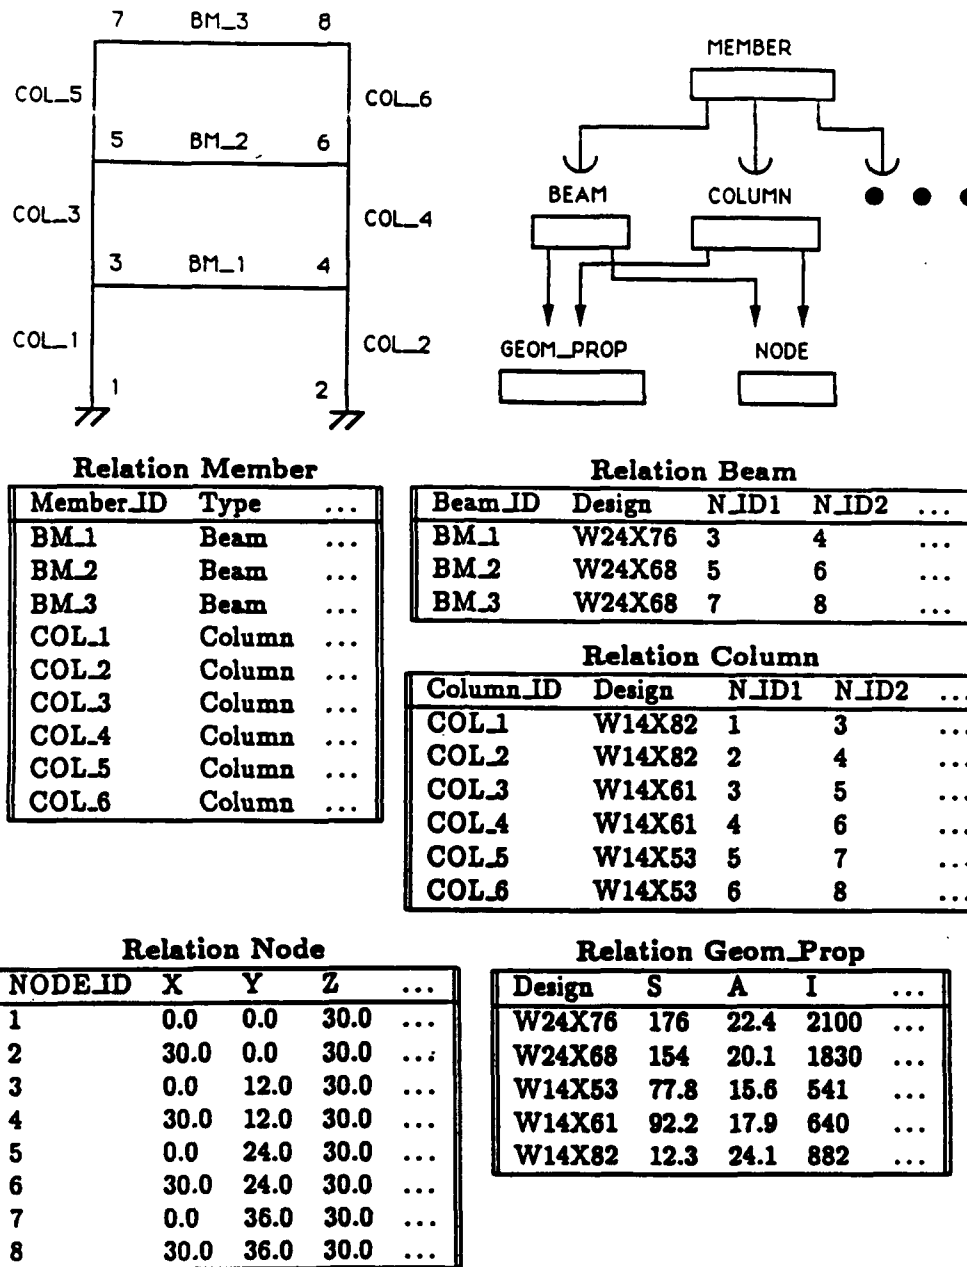 7 BM_3 8
COL_5 COL_6
5 BM_2 6
COL_3 COL_4
3 BM_1 4
COL_1 COL_2
1 2
MEMBER
BEAM COLUMN
GEOM_PROP NODE
Relation Member
Member_ID Type ...
BM_1 Beam ...
BM_2 Beam ...
BM_3 Beam ...
COL_1 Column ...
COL_2 Column ...
COL_3 Column ...
COL_4 Column ...
COL_5 Column ...
COL_6 Column ...
Relation Beam
Beam_ID Design N_ID1 N_ID2 ...
BM_1 W24X76 3 4 ...
BM_2 W24X68 5 6 ...
BM_3 W24X68 7 8 ...
Relation Column
Column_ID Design N_ID1 N_ID2 ...
COL_1 W14X82 1 3 ...
COL_2 W14X82 2 4 ...
COL_3 W14X61 3 5 ...
COL_4 W14X61 4 6 ...
COL_5 W14X53 5 7 ...
COL_6 W14X53 6 8 ...
Relation Node
NODE_ID X Y Z ...
1 0.0 0.0 30.0 ...
2 30.0 0.0 30.0 ...
3 0.0 12.0 30.0 ...
4 30.0 12.0 30.0 ...
5 0.0 24.0 30.0 ...
6 30.0 24.0 30.0 ...
7 0.0 36.0 30.0 ...
8 30.0 36.0 30.0 ...
Relation Geom_Prop
Design S A I ...
W24X76 176 22.4 2100 ...
W24X68 154 20.1 1830 ...
W14X53 77.8 15.6 541 ...
W14X61 92.2 17.9 640 ...
W14X82 12.3 24.1 882 ...